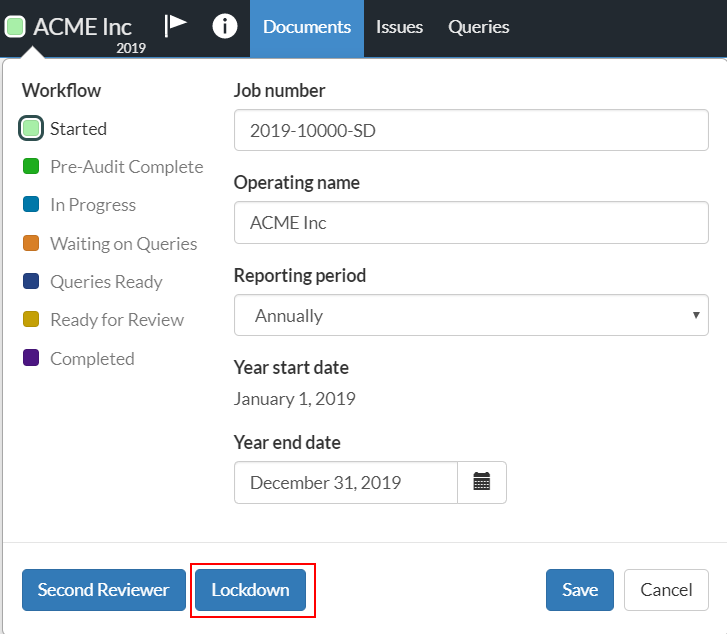 ACME Inc
2019
Documents
Issues
Queries
Workflow
Started
Pre-Audit Complete
In Progress
Waiting on Queries
Queries Ready
Ready for Review
Completed
Job number
2019-10000-SD
Operating name
ACME Inc
Reporting period
Annually
Year start date
January 1, 2019
Year end date
December 31, 2019
Second Reviewer
Lockdown
Save
Cancel